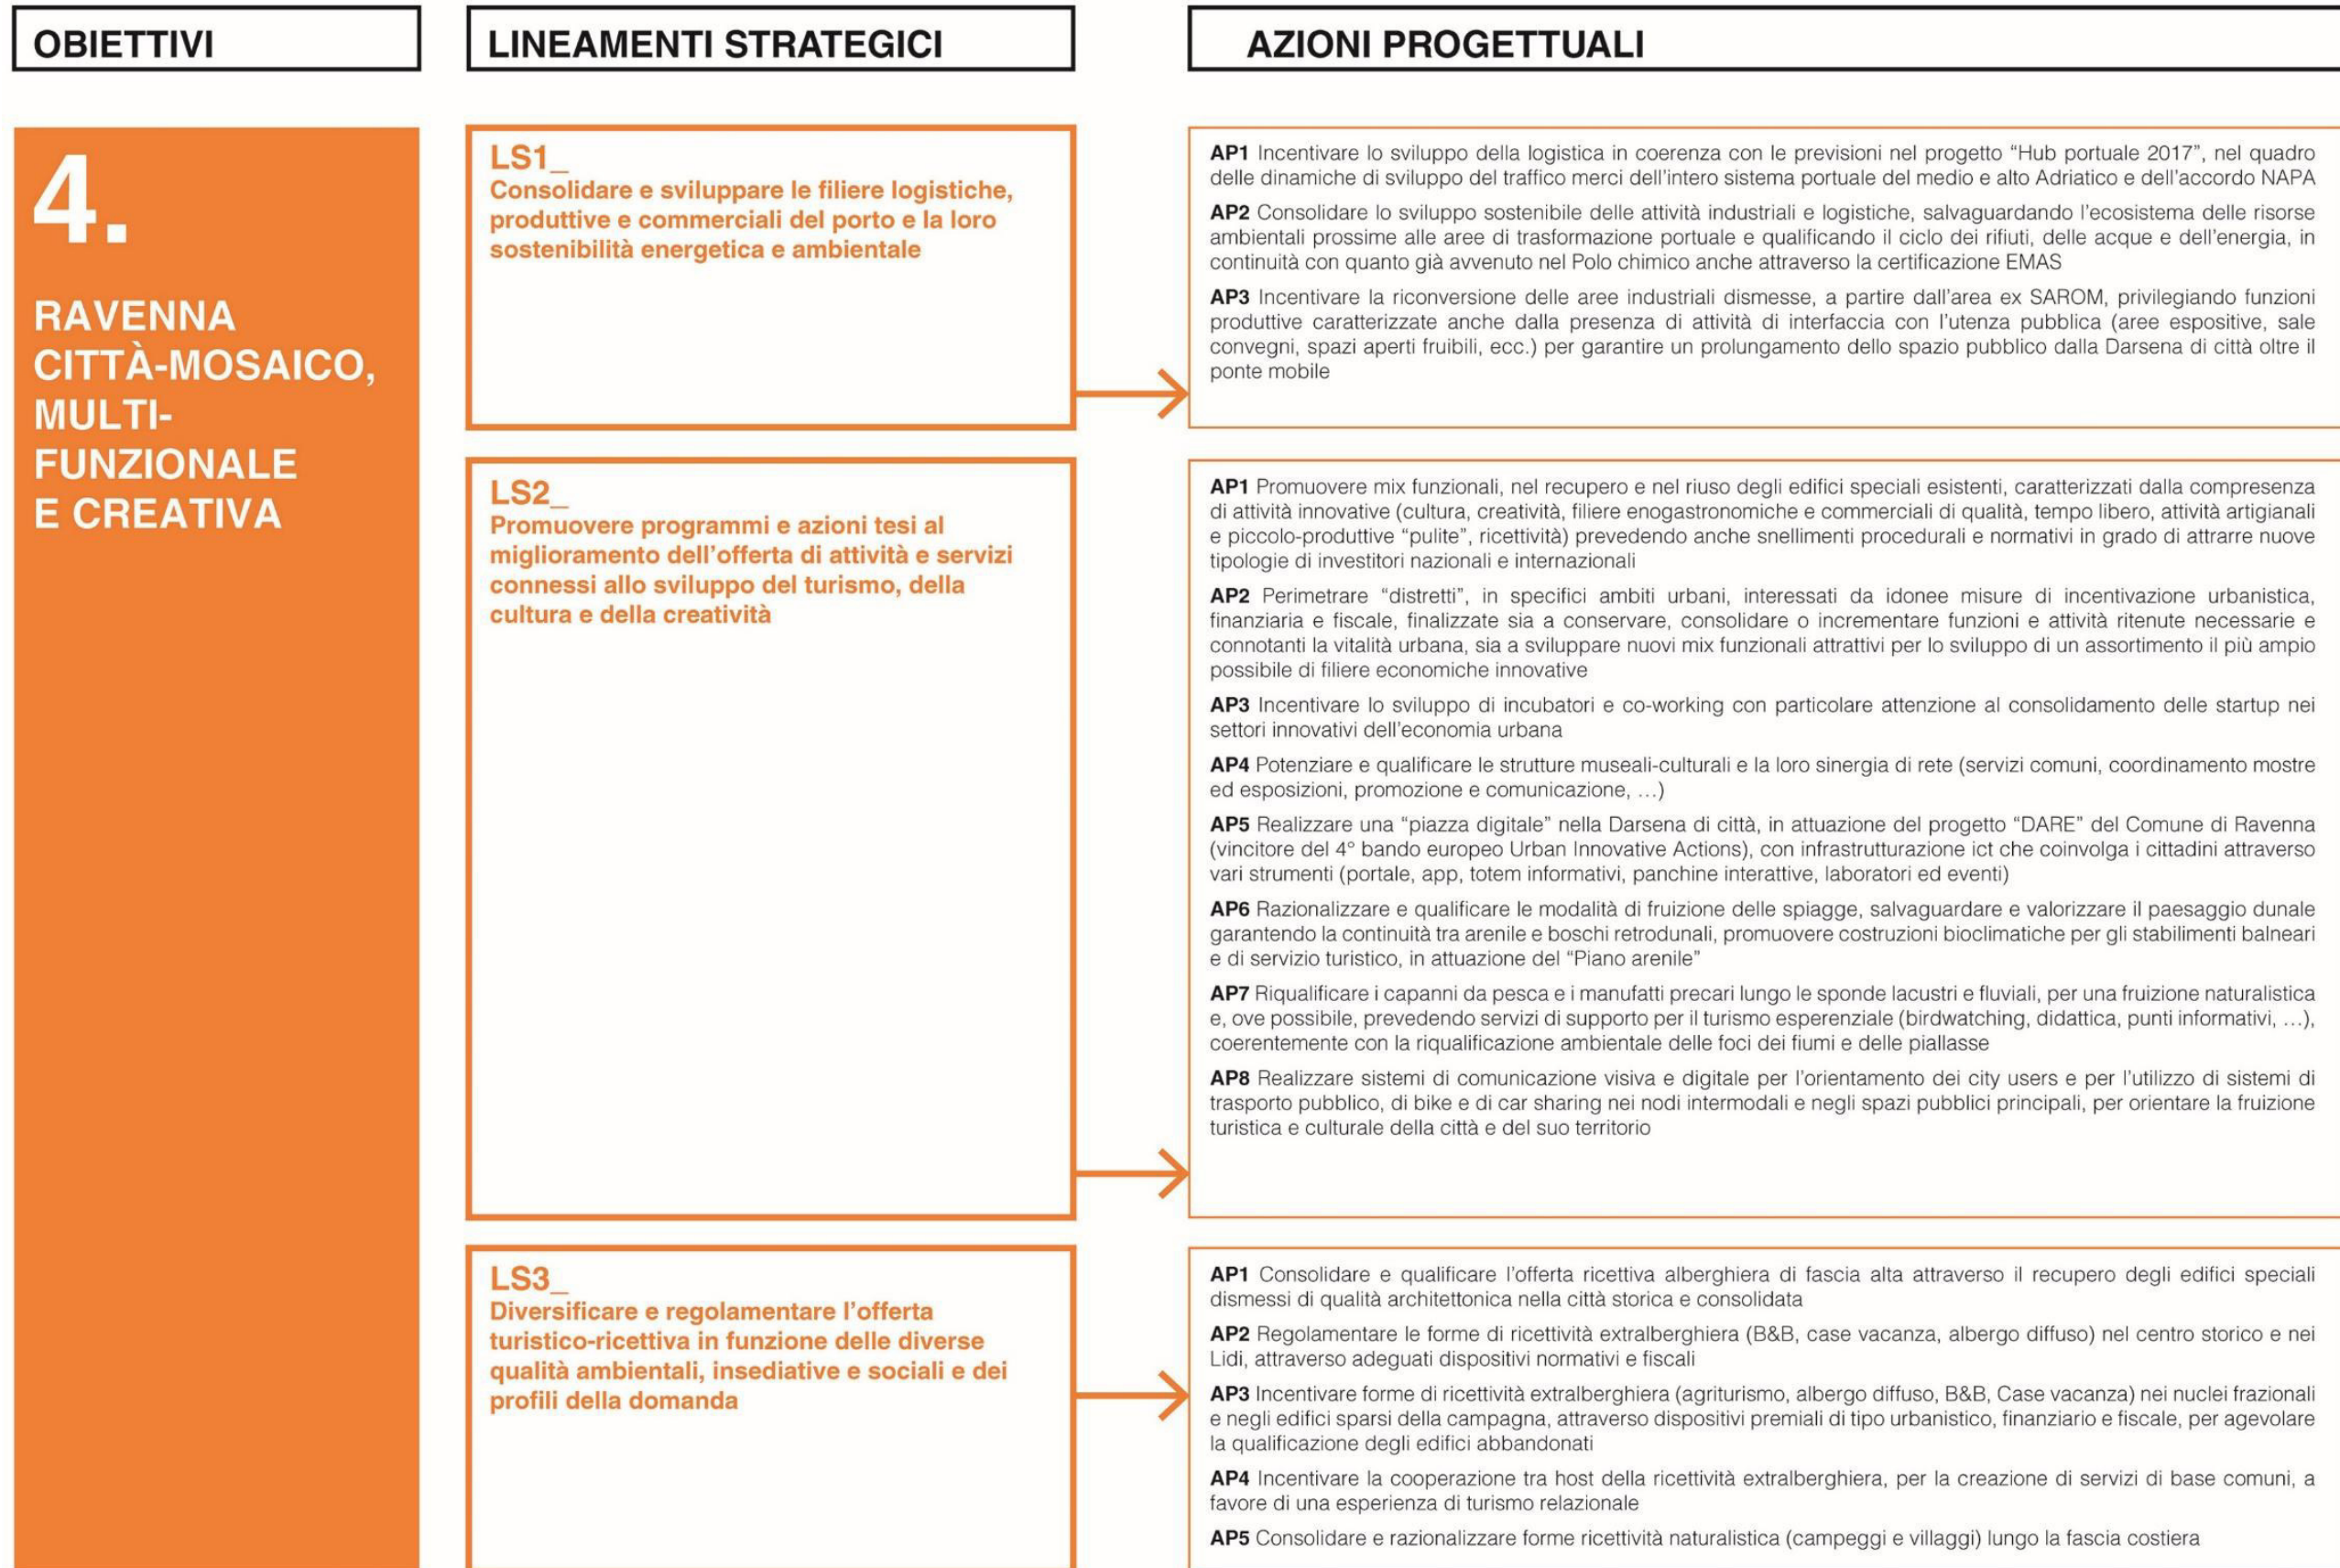 OBIETTIVI
LINEAMENTI STRATEGICI
AZIONI PROGETTUALI
4.
RAVENNA
CITTÀ-MOSAICO,
MULTI-
FUNZIONALE
E CREATIVA
LS1_
Consolidare e sviluppare le filiere logistiche,
produttive e commerciali del porto e la loro
sostenibilità energetica e ambientale
AP1 Incentivare lo sviluppo della logistica in coerenza con le previsioni nel progetto “Hub portuale 2017”, nel quadro
delle dinamiche di sviluppo del traffico merci dell’intero sistema portuale del medio e alto Adriatico e dell’accordo NAPA
AP2 Consolidare lo sviluppo sostenibile delle attività industriali e logistiche, salvaguardando l’ecosistema delle risorse
ambientali prossime alle aree di trasformazione portuale e qualificando il ciclo dei rifiuti, delle acque e dell’energia, in
continuità con quanto già avvenuto nel Polo chimico anche attraverso la certificazione EMAS
AP3 Incentivare la riconversione delle aree industriali dismesse, a partire dall’area ex SAROM, privilegiando funzioni
produttive caratterizzate anche dalla presenza di attività di interfaccia con l’utenza pubblica (aree espositive, sale
convegni, spazi aperti fruibili, ecc.) per garantire un prolungamento dello spazio pubblico dalla Darsena di città oltre il
ponte mobile
LS2_
Promuovere programmi e azioni tesi al
miglioramento dell’offerta di attività e servizi
connessi allo sviluppo del turismo, della
cultura e della creatività
AP1 Promuovere mix funzionali, nel recupero e nel riuso degli edifici speciali esistenti, caratterizzati dalla compresenza
di attività innovative (cultura, creatività, filiere enogastronomiche e commerciali di qualità, tempo libero, attività artigianali
e piccolo-produttive “pulite”, ricettività) prevedendo anche snellimenti procedurali e normativi in grado di attrarre nuove
tipologie di investitori nazionali e internazionali
AP2 Perimetrare “distretti”, in specifici ambiti urbani, interessati da idonee misure di incentivazione urbanistica,
finanziaria e fiscale, finalizzate sia a conservare, consolidare o incrementare funzioni e attività ritenute necessarie e
connotanti la vitalità urbana, sia a sviluppare nuovi mix funzionali attrattivi per lo sviluppo di un assortimento il più ampio
possibile di filiere economiche innovative
AP3 Incentivare lo sviluppo di incubatori e co-working con particolare attenzione al consolidamento delle startup nei
settori innovativi dell’economia urbana
AP4 Potenziare e qualificare le strutture museali-culturali e la loro sinergia di rete (servizi comuni, coordinamento mostre
ed esposizioni, promozione e comunicazione, …)
AP5 Realizzare una “piazza digitale” nella Darsena di città, in attuazione del progetto “DARE” del Comune di Ravenna
(vincitore del 4° bando europeo Urban Innovative Actions), con infrastrutturazione ict che coinvolga i cittadini attraverso
vari strumenti (portale, app, totem informativi, panchine interattive, laboratori ed eventi)
AP6 Razionalizzare e qualificare le modalità di fruizione delle spiagge, salvaguardare e valorizzare il paesaggio dunale
garantendo la continuità tra arenile e boschi retrodunali, promuovere costruzioni bioclimatiche per gli stabilimenti balneari
e di servizio turistico, in attuazione del “Piano arenile”
AP7 Riqualificare i capanni da pesca e i manufatti precari lungo le sponde lacustri e fluviali, per una fruizione naturalistica
e, ove possibile, prevedendo servizi di supporto per il turismo esperenziale (birdwatching, didattica, punti informativi, …),
coerentemente con la riqualificazione ambientale delle foci dei fiumi e delle piallasse
AP8 Realizzare sistemi di comunicazione visiva e digitale per l’orientamento dei city users e per l’utilizzo di sistemi di
trasporto pubblico, di bike e di car sharing nei nodi intermodali e negli spazi pubblici principali, per orientare la fruizione
turistica e culturale della città e del suo territorio
LS3_
Diversificare e regolamentare l’offerta
turistico-ricettiva in funzione delle diverse
qualità ambientali, insediative e sociali e dei
profili della domanda
AP1 Consolidare e qualificare l’offerta ricettiva alberghiera di fascia alta attraverso il recupero degli edifici speciali
dismessi di qualità architettonica nella città storica e consolidata
AP2 Regolamentare le forme di ricettività extralberghiera (B&B, case vacanza, albergo diffuso) nel centro storico e nei
Lidi, attraverso adeguati dispositivi normativi e fiscali
AP3 Incentivare forme di ricettività extralberghiera (agriturismo, albergo diffuso, B&B, Case vacanza) nei nuclei frazionali
e negli edifici sparsi della campagna, attraverso dispositivi premiali di tipo urbanistico, finanziario e fiscale, per agevolare
la qualificazione degli edifici abbandonati
AP4 Incentivare la cooperazione tra host della ricettività extralberghiera, per la creazione di servizi di base comuni, a
favore di una esperienza di turismo relazionale
AP5 Consolidare e razionalizzare forme ricettività naturalistica (campeggi e villaggi) lungo la fascia costiera